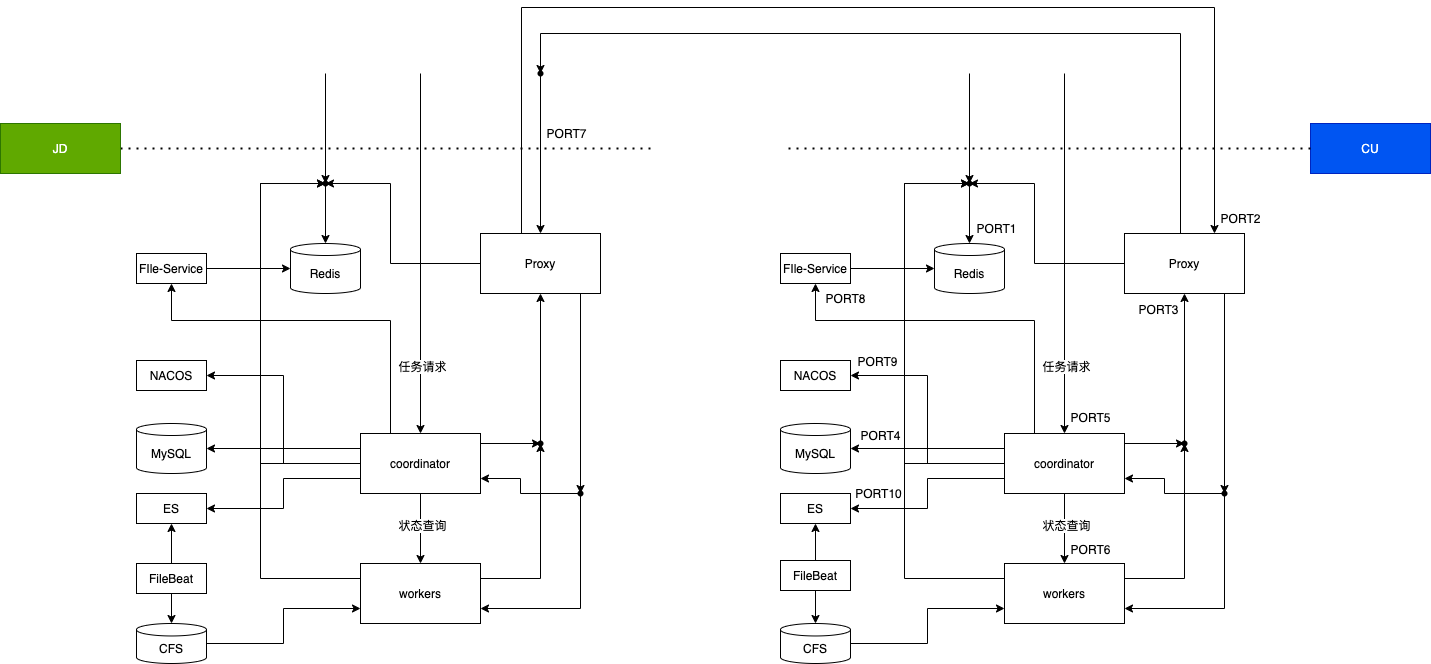 PORT7
JD
CU
PORT2
PORT1
FIle-Service
Redis
Proxy
FIle-Service
Redis
Proxy
PORT8
PORT3
任务请求
任务请求
NACOS
NACOS
PORT9
PORT5
MySQL
coordinator
MySQL
PORT4
coordinator
ES
ES
PORT10
状态查询
状态查询
PORT6
FileBeat
workers
FileBeat
workers
CFS
CFS